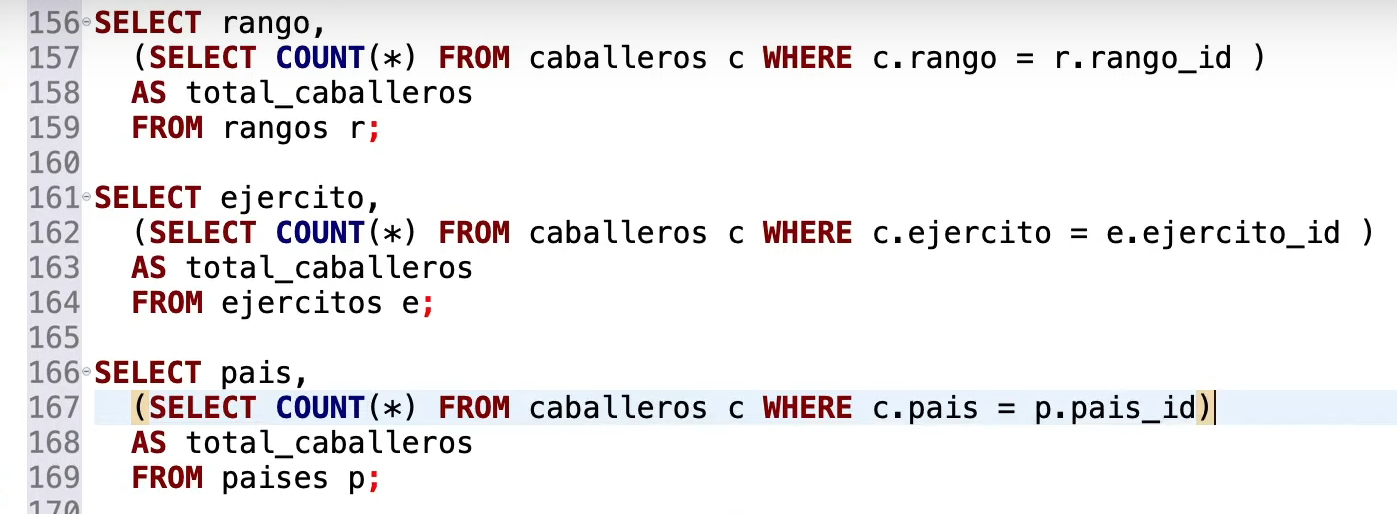 156 SELECT rango,
157 (SELECT COUNT(*) FROM caballeros c WHERE c.rango = r.rango_id )
158 AS total_caballeros
159 FROM rangos r;
160
161 SELECT ejercito,
162 (SELECT COUNT(*) FROM caballeros c WHERE c.ejercito = e.ejercito_id )
163 AS total_caballeros
164 FROM ejercitos e;
165
166 SELECT pais,
167 (SELECT COUNT(*) FROM caballeros c WHERE c.pais = p.pais_id)
168 AS total_caballeros
169 FROM paises p;
170